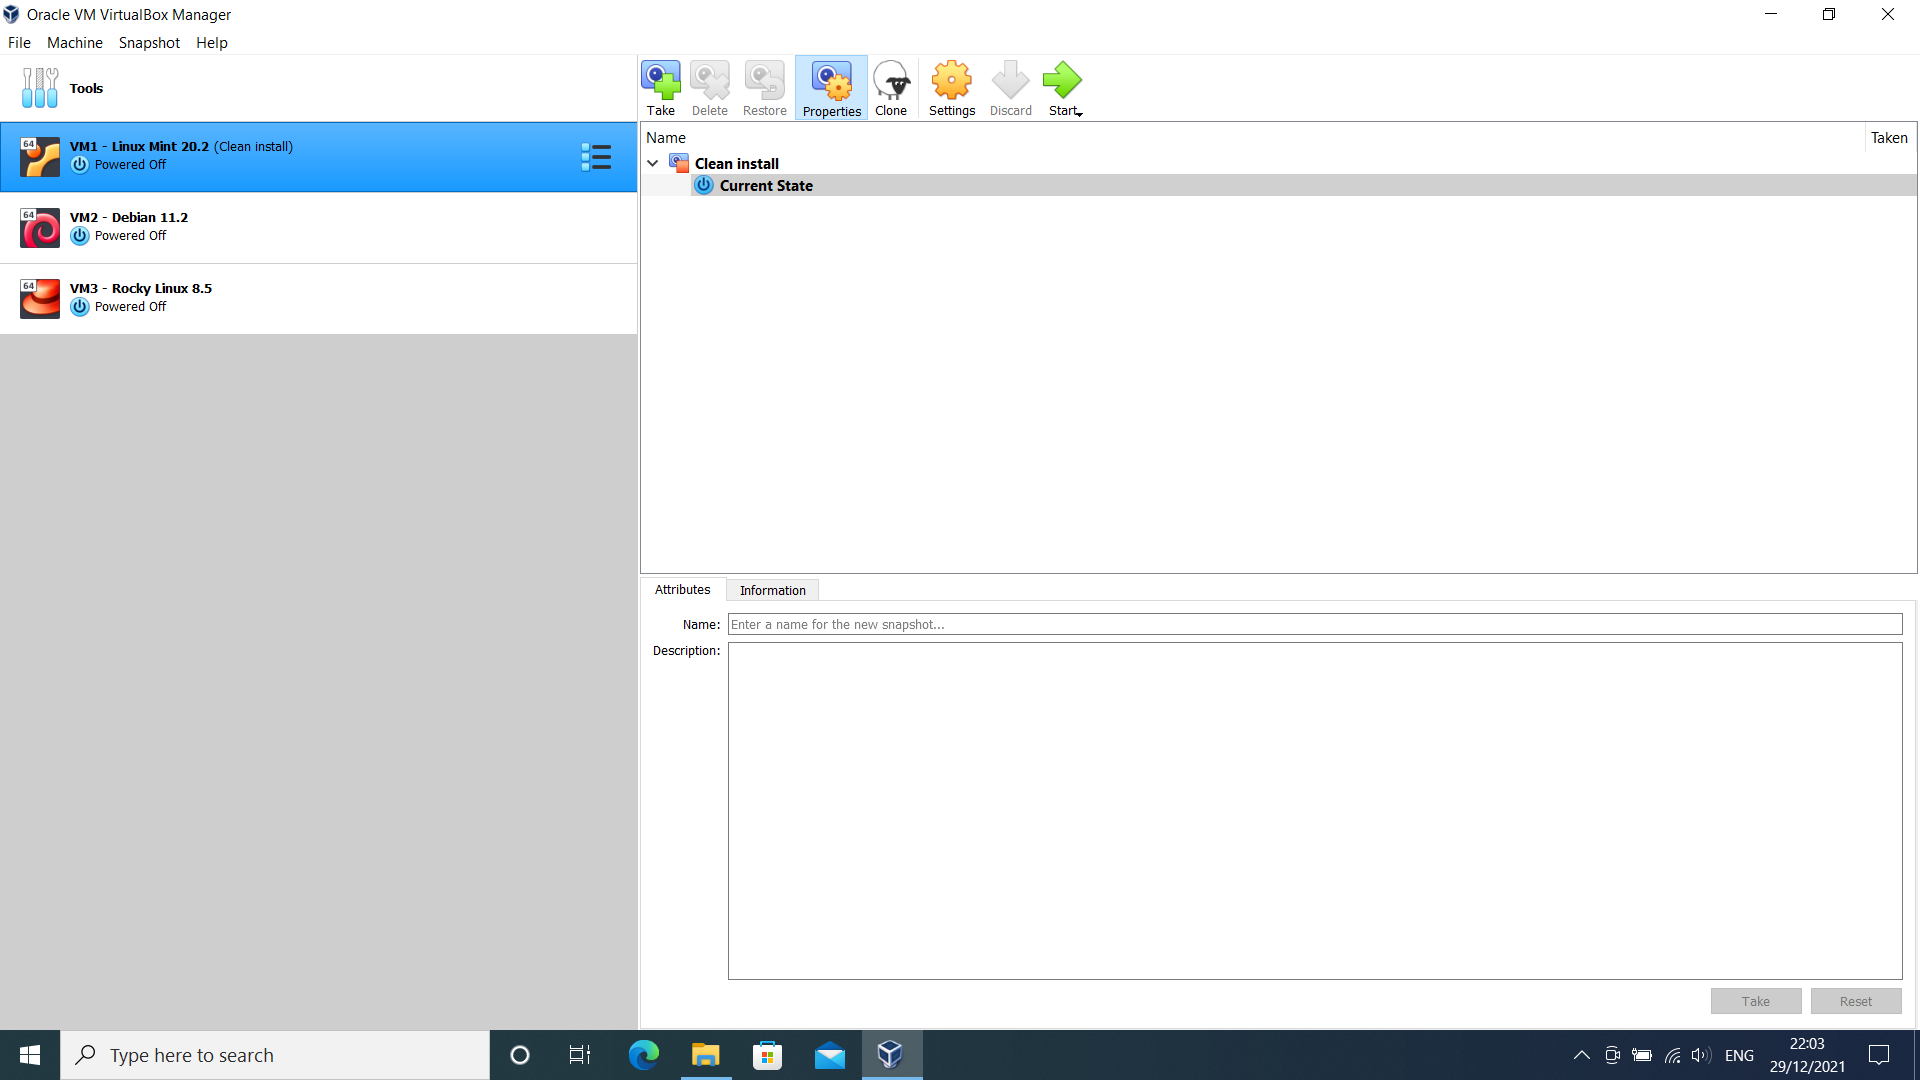 Oracle VM VirtualBox Manager
File Machine Snapshot Help
Tools
64
VM1 - Linux Mint 20.2 (Clean install)
Powered Off
64
VM2 - Debian 11.2
Powered Off
64
VM3 - Rocky Linux 8.5
Powered Off
Take Delete Restore Properties Clone Settings Discard Start
Name Taken
Clean install
Current State
Attributes Information
Name: Enter a name for the new snapshot...
Description:
Take Reset
Type here to search
ENG
22:03
29/12/2021